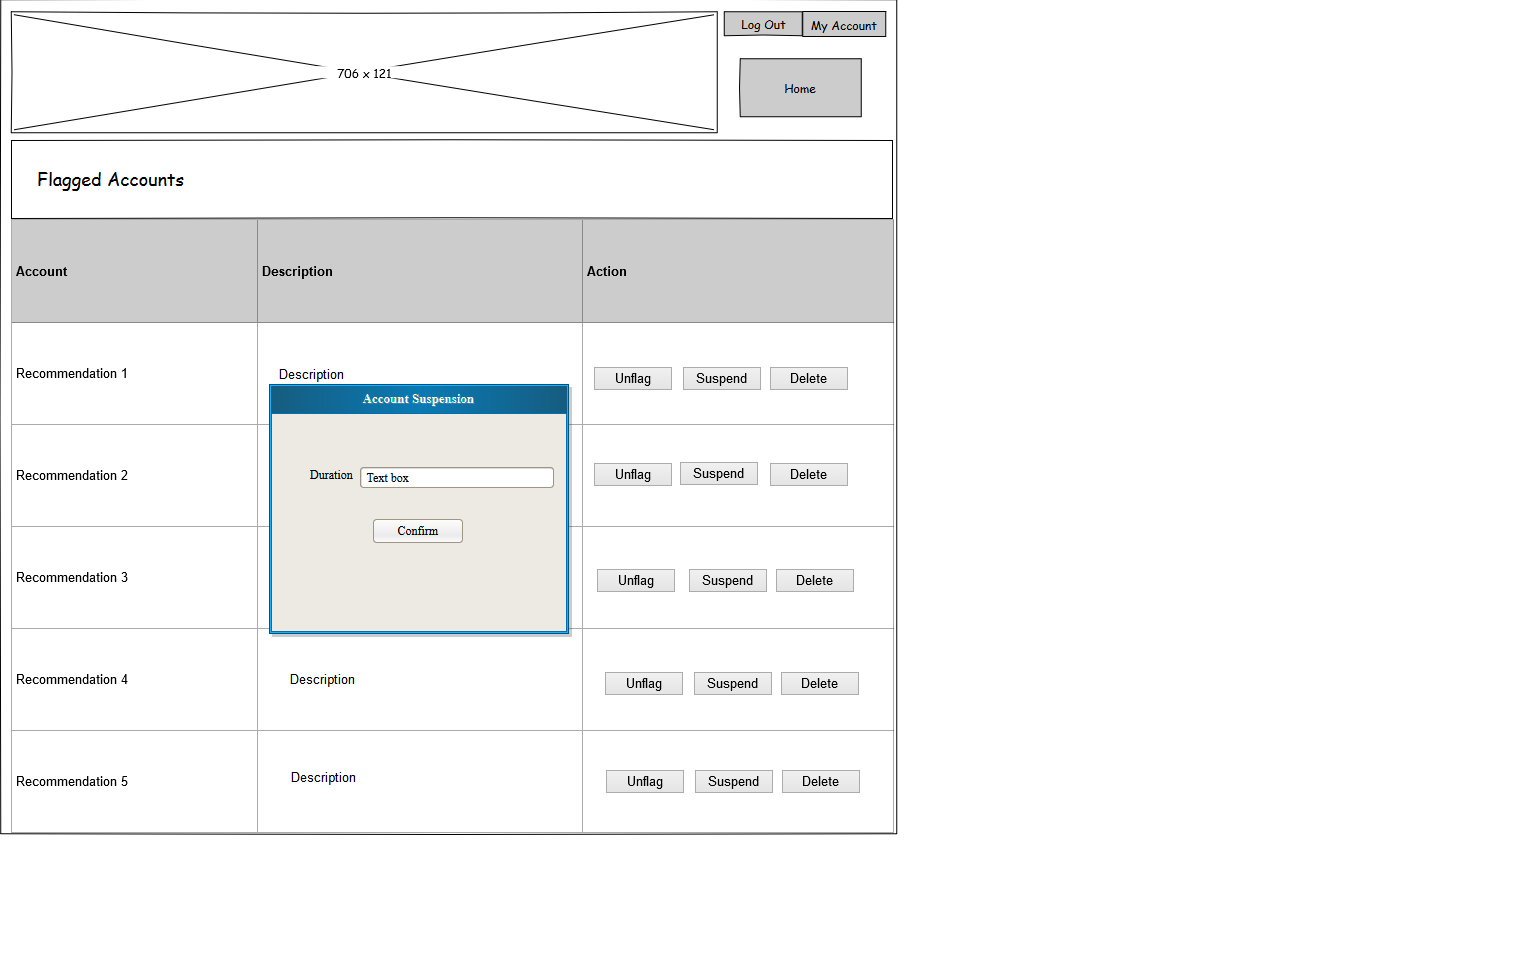 Log Out My Account
706 x 121
Home
Flagged Accounts
Account Description Action
Recommendation 1 Description Unflag Suspend Delete
Account Suspension
Recommendation 2 Duration Text box Unflag Suspend Delete
Confirm
Recommendation 3 Unflag Suspend Delete
Recommendation 4 Description Unflag Suspend Delete
Recommendation 5 Description Unflag Suspend Delete